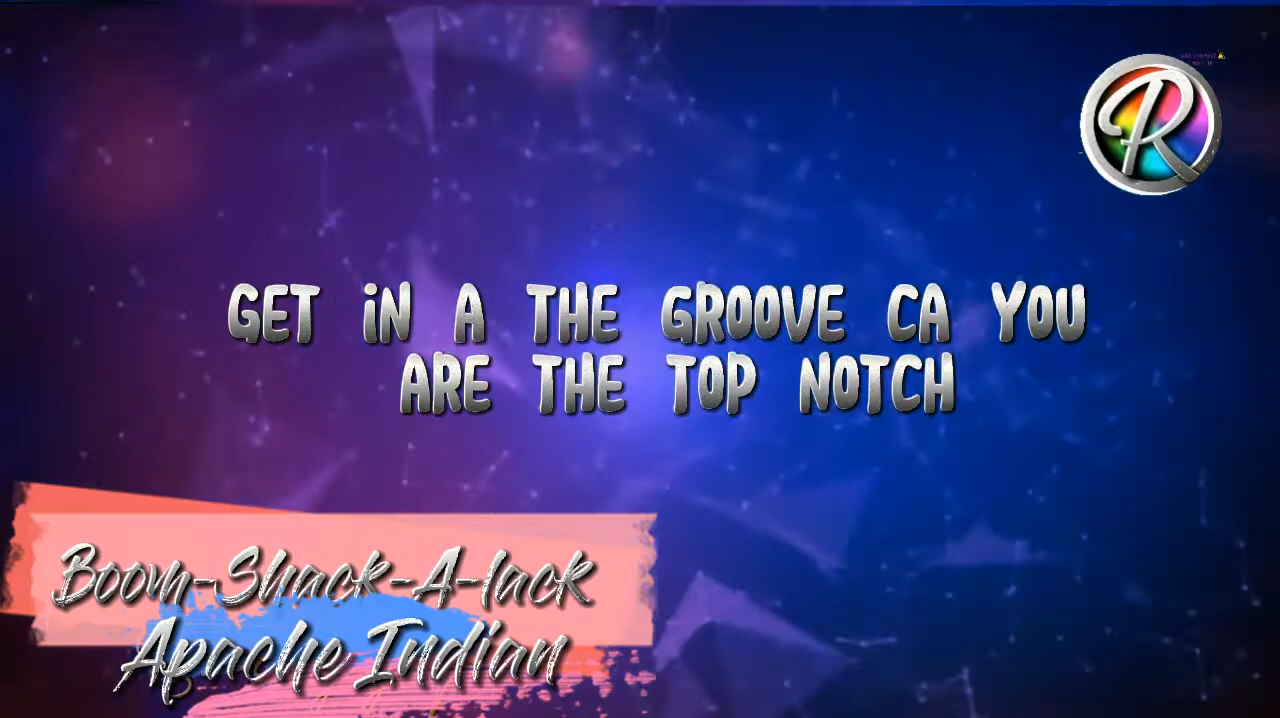 R
GET iN A THE GROOVE CA YOU
ARE THE TOP NOTCH
Boom-Shack-A-lack
Apache Indian